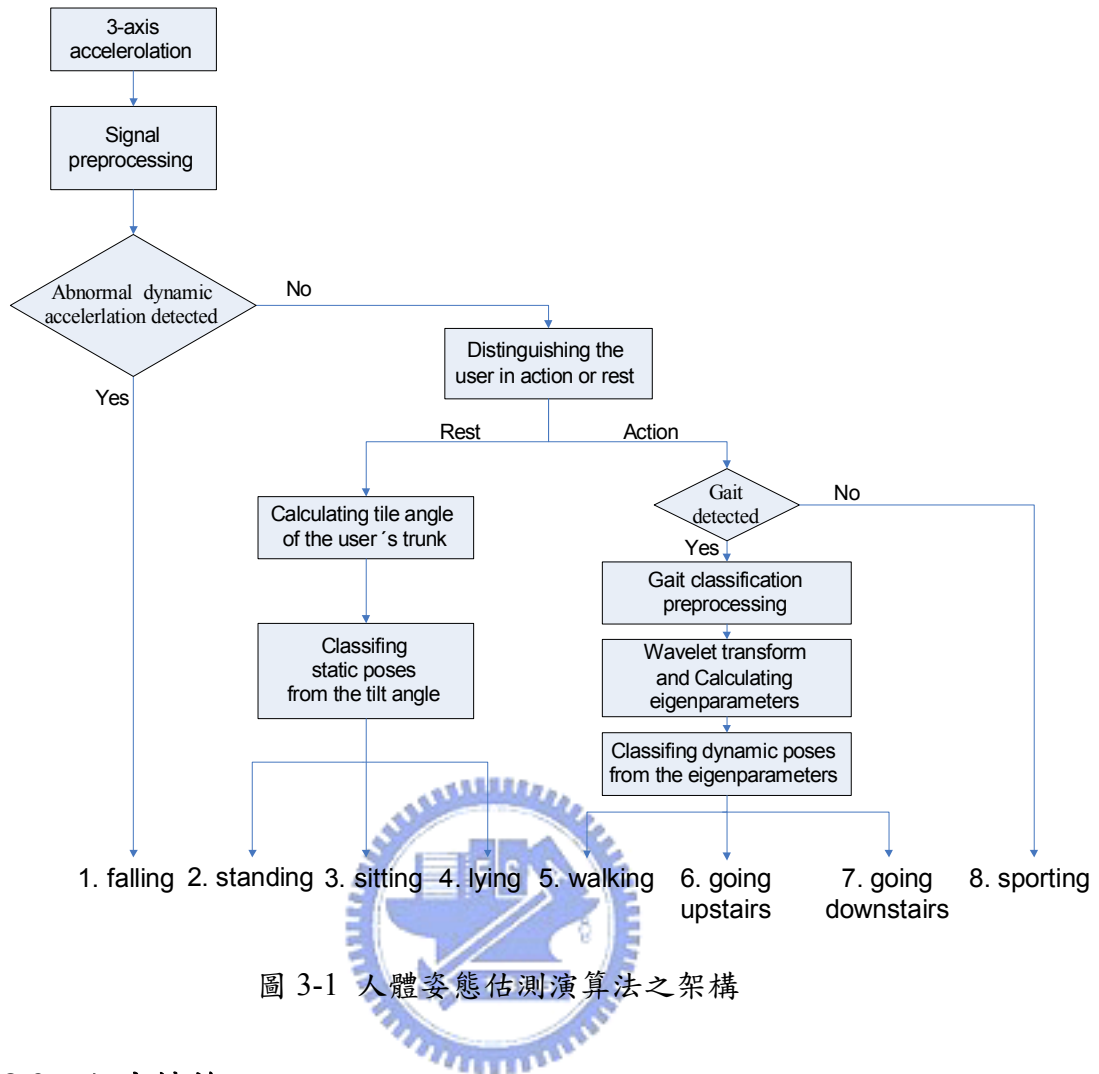 3-axis
accelerolation
Signal
preprocessing
Abnormal dynamic
accelerlation detected
No
Yes
Distinguishing the
user in action or rest
Rest
Action
Calculating tile angle
of the user´s trunk
Classifing
static poses
from the tilt angle
Gait
detected
No
Yes
Gait classification
preprocessing
Wavelet transform
and Calculating
eigenparameters
Classifing dynamic poses
from the eigenparameters
1. falling
2. standing
3. sitting
4. lying
5. walking
6. going
upstairs
7. going
downstairs
8. sporting
圖 3-1 人體姿態估測演算法之架構